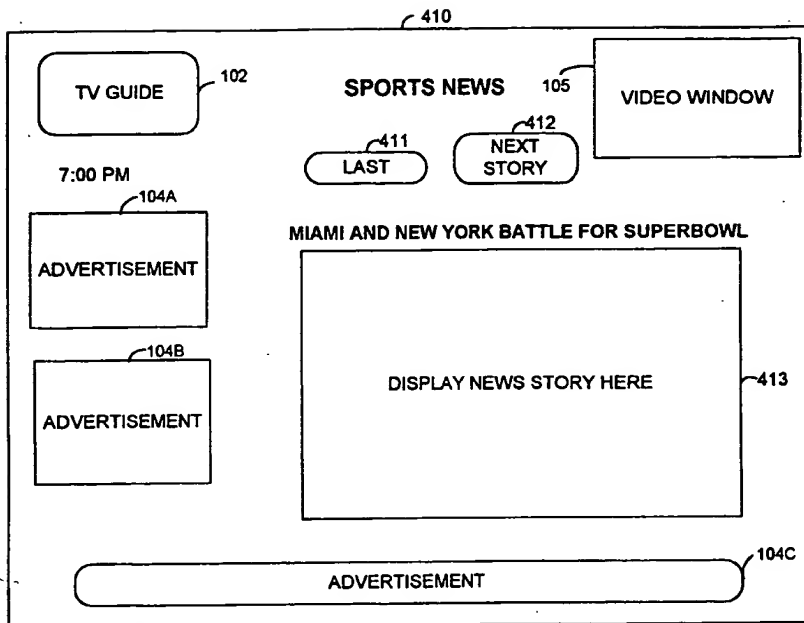 410
TV GUIDE
102
SPORTS NEWS
105
VIDEO WINDOW
411
LAST
412
NEXT
STORY
7:00 PM
104A
ADVERTISEMENT
MIAMI AND NEW YORK BATTLE FOR SUPERBOWL
104B
ADVERTISEMENT
DISPLAY NEWS STORY HERE
413
104C
ADVERTISEMENT